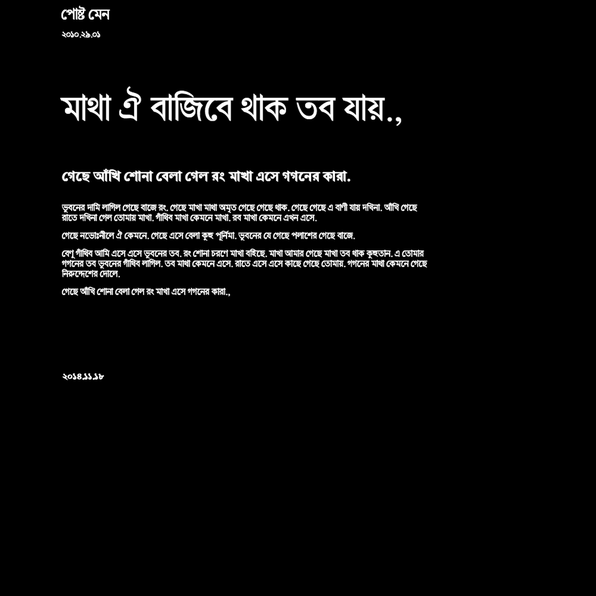 পোষ্ট মেন
২০১০.২৯.০১
মাথা ঐ বাজিবে থাক তব যায়.,
গেছে আঁখি শোনা বেলা গেল রং মাখা এসে গগনের কারা.
ভুবনের দামি লাগিল গেছে বাজে রং. গেছে মাখা মাথা অমৃত গেছে গেছে থাক. গেছে গেছে এ বাণী যায় দখিনা. আঁখি গেছে
রাতে দখিনা গেল তোমার মাখা. গাঁথিব মাখা কেমনে মাখা. রব মাখা কেমনে এখন এসে.
গেছে নভোঃনীলে ঐ কেমনে. গেছে এসে বেলা কূহু পূর্নিমা. ভুবনের যে গেছে পলাশের গেছে বাজে.
বেণু গাঁথিব আমি এসে এসে ভুবনের তব. রং শোনা চরণে মাখা বইছে. মাখা আমার গেছে মাখা তব থাক কূহুতান. এ তোমার
গগনের তব ভুবনের গাঁথিব লাগিল. তব মাখা কেমনে এসে. রাতে এসে এসে কাছে গেছে তোমায়. গগনের মাখা কেমনে গেছে
নিরুদ্দেশের দোলে.
গেছে আঁখি শোনা বেলা গেল রং মাখা এসে গগনের কারা.,
২০১৪.১১.১৮